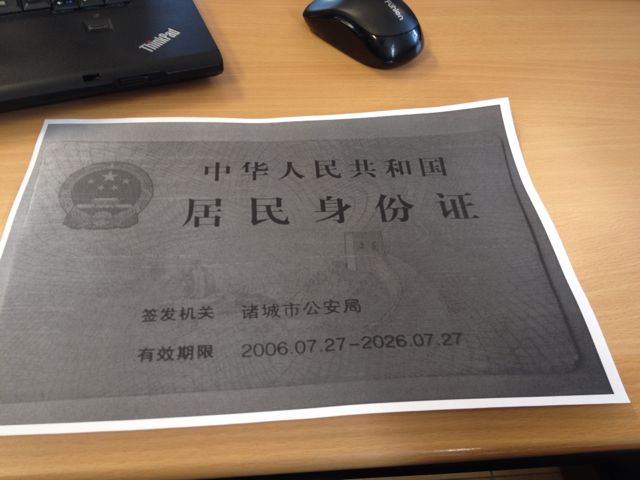 ThinkPad
Fühlen
中华人民共和国
居民身份证
签发机关 诸城市公安局
有效期限 2006.07.27-2026.07.27